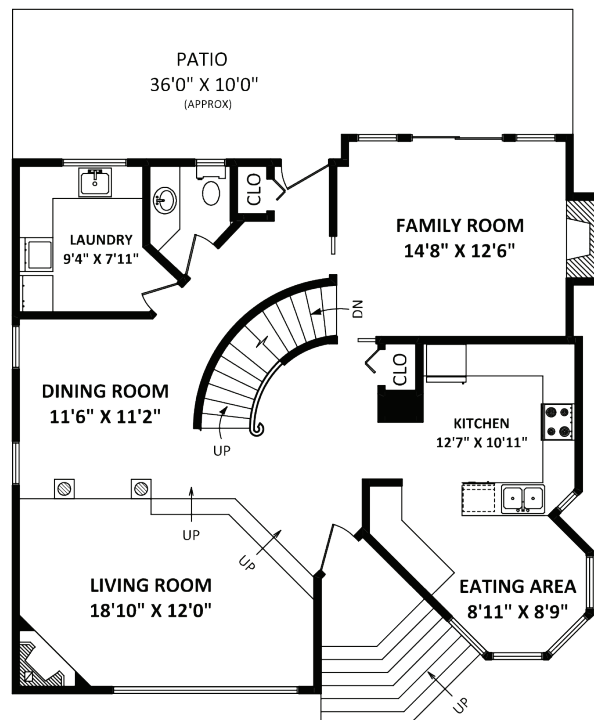 PATIO
36'0" X 10'0"
(APPROX)
CLO
FAMILY ROOM
14'8" X 12'6"
LAUNDRY
9'4" X 7'11"
DN
CLO
DINING ROOM
11'6" X 11'2"
UP
KITCHEN
12'7" X 10'11"
UP
UP
LIVING ROOM
18'10" X 12'0"
EATING AREA
8'11" X 8'9"
UP